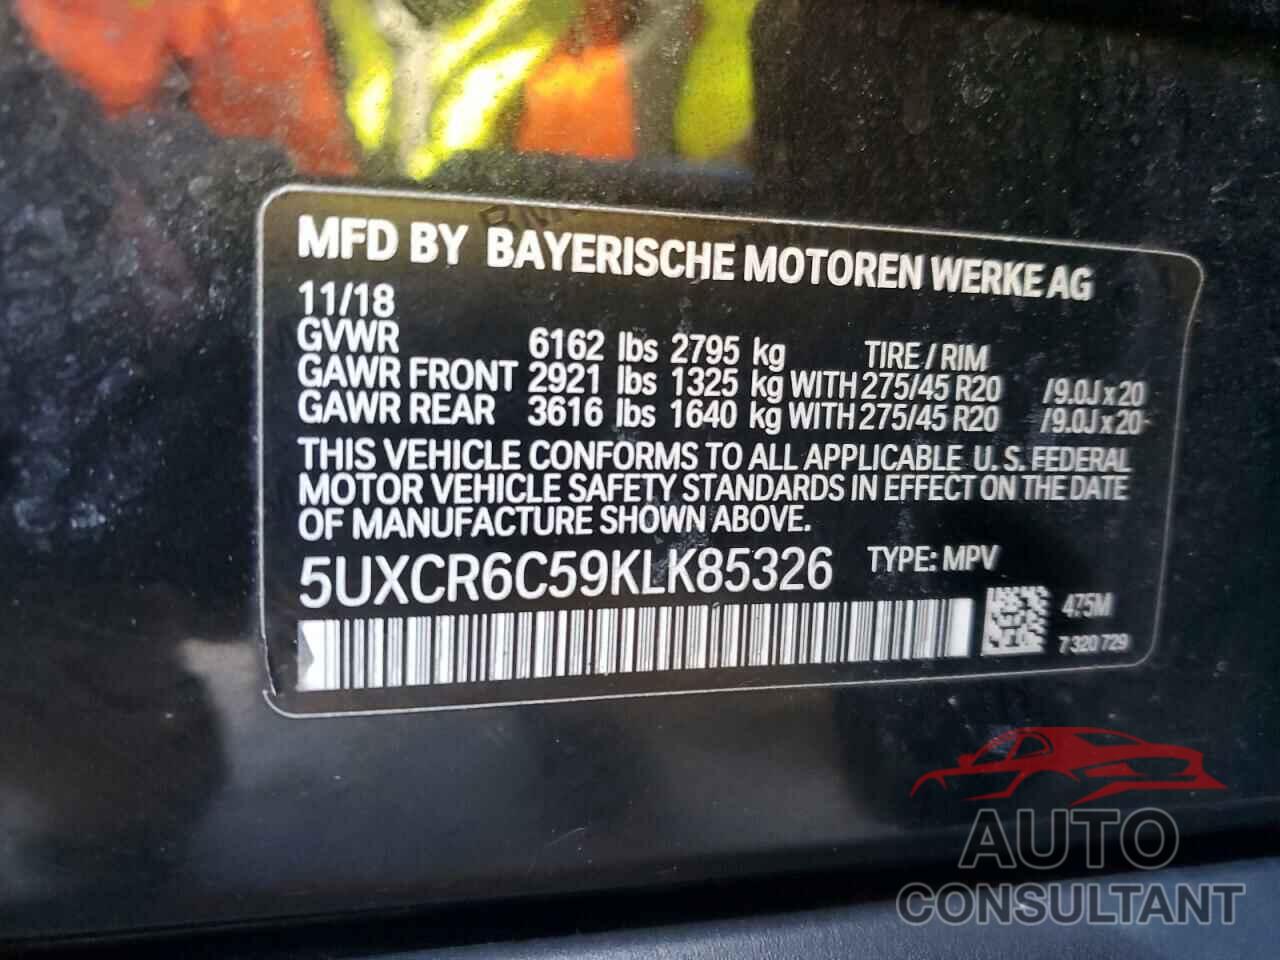 MFD BY BAYERISCHE MOTOREN WERKE AG
11/18
GVWR 6162 lbs 2795 kg TIRE / RIM
GAWR FRONT 2921 lbs 1325 kg WITH 275/45 R20 /9.0J x 20
GAWR REAR 3616 lbs 1640 kg WITH 275/45 R20 /9.0J x 20
THIS VEHICLE CONFORMS TO ALL APPLICABLE U. S. FEDERAL
MOTOR VEHICLE SAFETY STANDARDS IN EFFECT ON THE DATE
OF MANUFACTURE SHOWN ABOVE.
5UXCR6C59KLK85326 TYPE: MPV
475M
7 320 729
AUTO
CONSULTANT